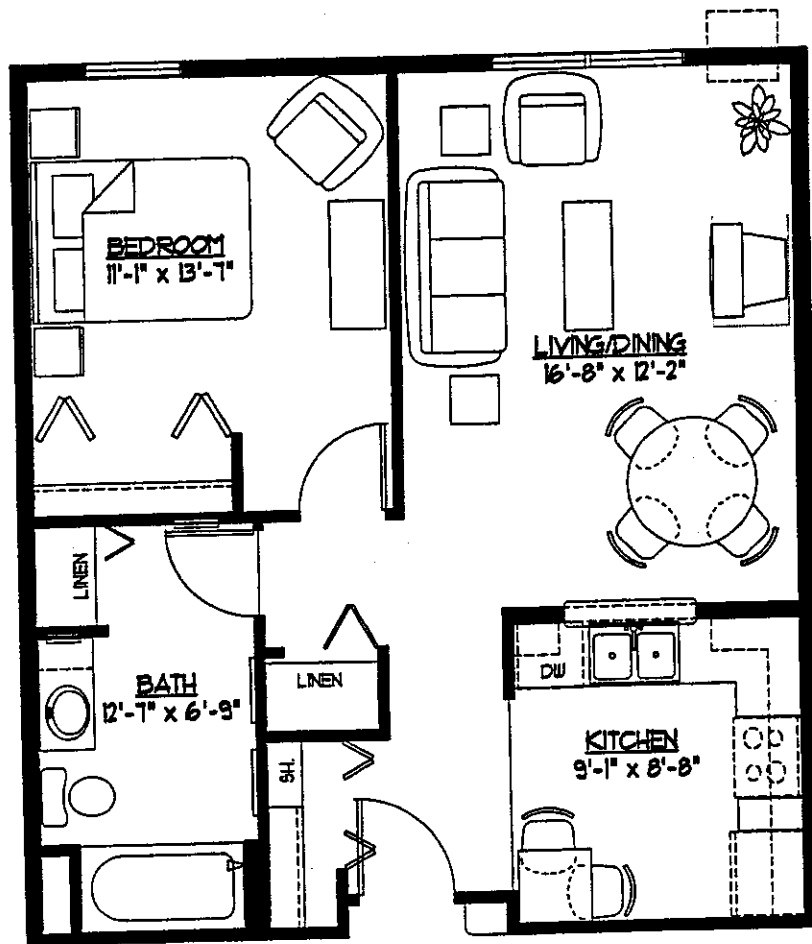 BEDROOM
11'-1" x 13'-7"
LIVING/DINING
16'-8" x 12'-2"
LINEN
BATH
12'-7" x 6'-9"
LINEN
SH.
DW
KITCHEN
9'-1" x 8'-8"